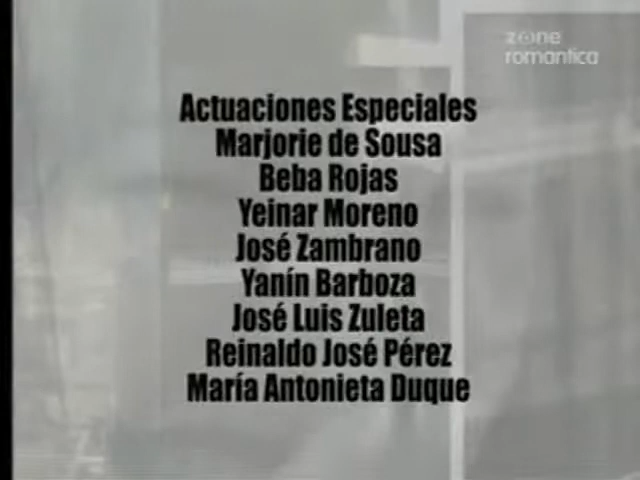 zone
romantica
Actuaciones Especiales
Marjorie de Sousa
Beba Rojas
Yeinar Moreno
José Zambrano
Yanín Barboza
José Luis Zuleta
Reinaldo José Pérez
María Antonieta Duque